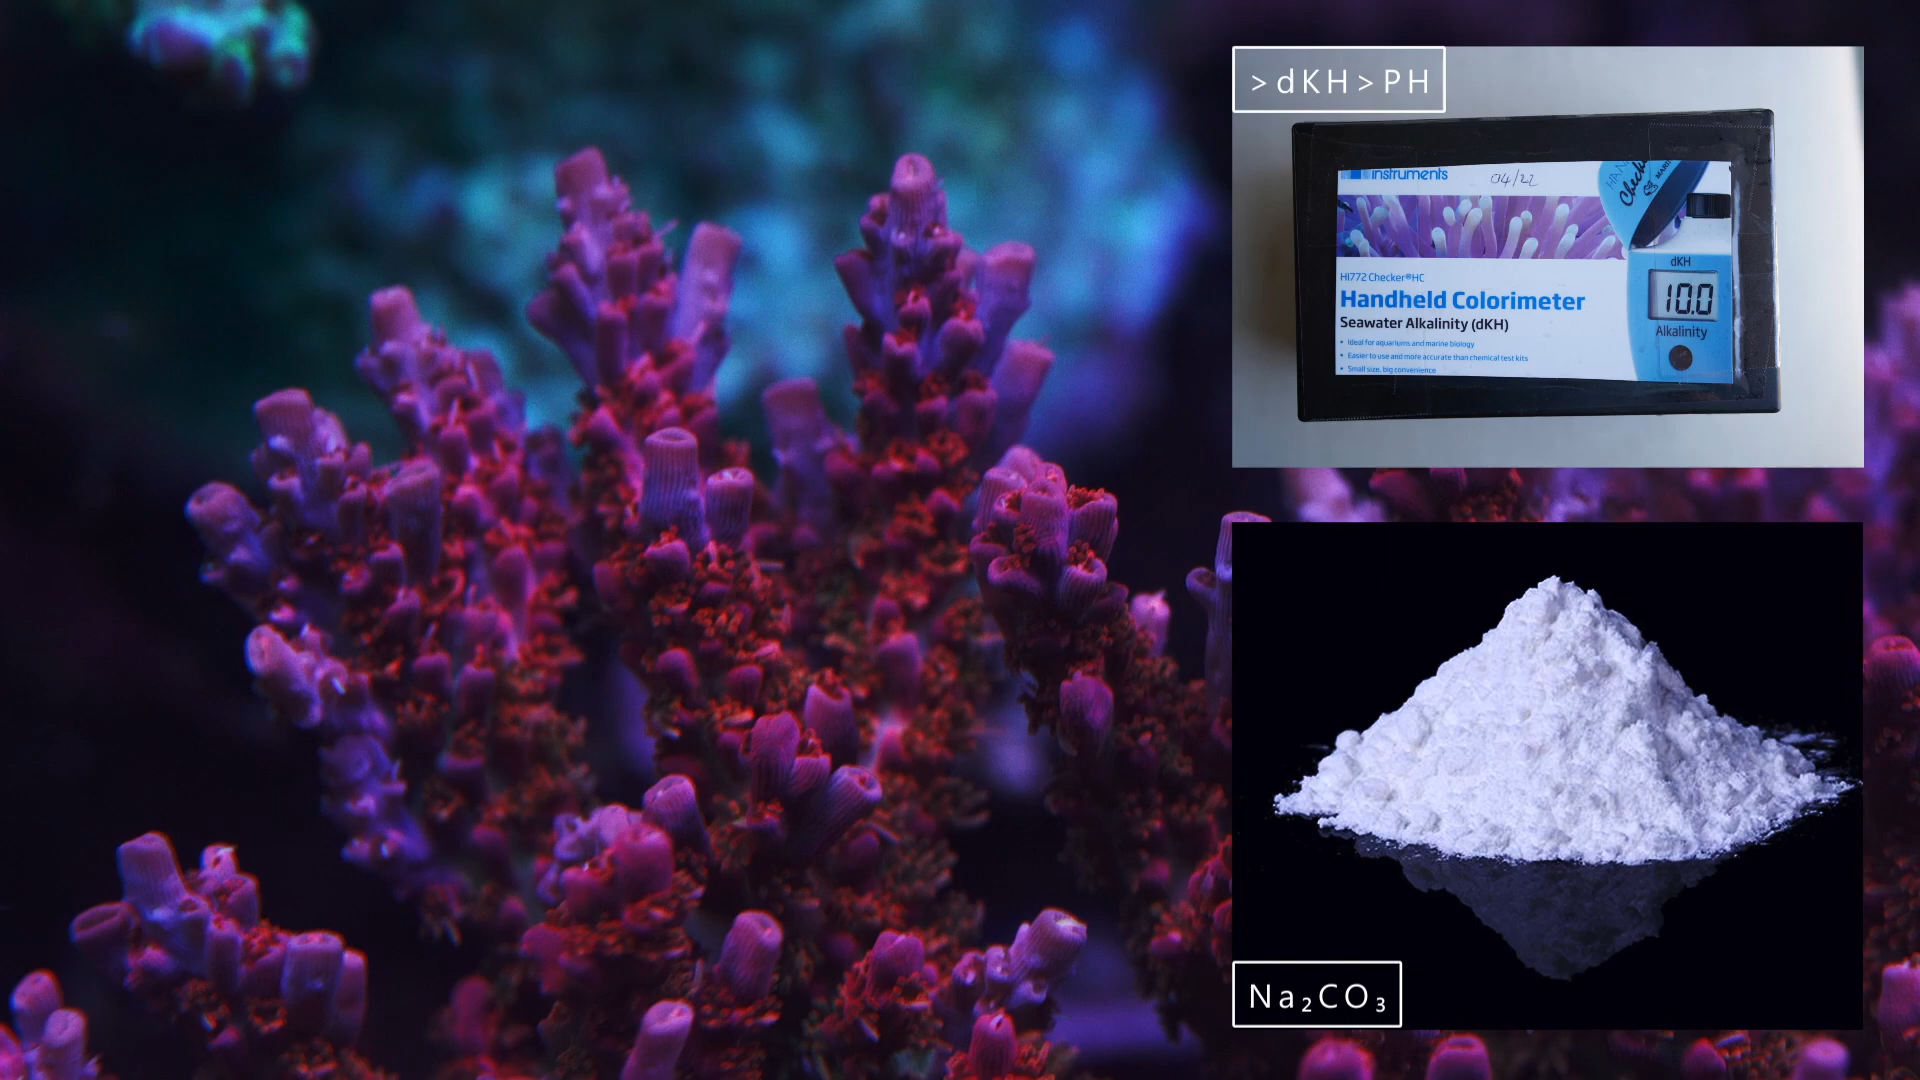 >dKH>PH
instruments
04/22
Checker
HI772 Checker®HC
Handheld Colorimeter
Seawater Alkalinity (dKH)
• Ideal for aquariums and marine biology
• Easier to use and more accurate than chemical test kits
• Small size, big convenience
dKH
10.0
Alkalinity
Na₂CO₃